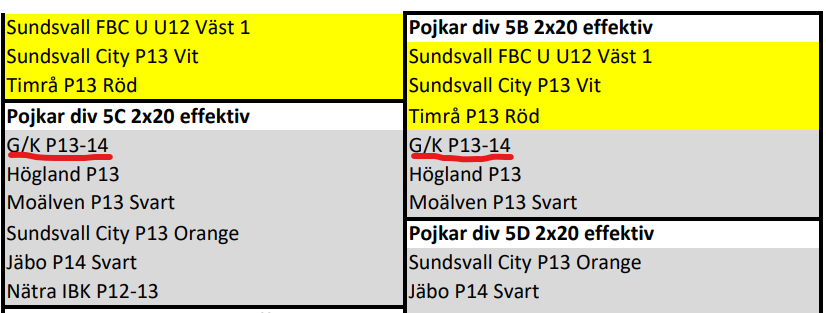 Sundsvall FBC U U12 Väst 1
Sundsvall City P13 Vit
Timrå P13 Röd
Pojkar div 5C 2x20 effektiv
G/K P13-14
Högland P13
Moälven P13 Svart
Sundsvall City P13 Orange
Jäbo P14 Svart
Nätra IBK P12-13
Pojkar div 5B 2x20 effektiv
Sundsvall FBC U U12 Väst 1
Sundsvall City P13 Vit
Timrå P13 Röd
G/K P13-14
Högland P13
Moälven P13 Svart
Pojkar div 5D 2x20 effektiv
Sundsvall City P13 Orange
Jäbo P14 Svart